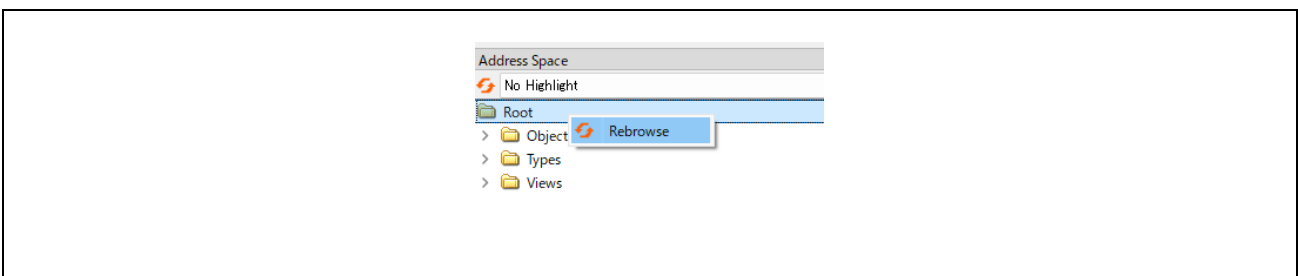 Address Space
No Highlight
Root
Object
Rebrowse
Types
Views